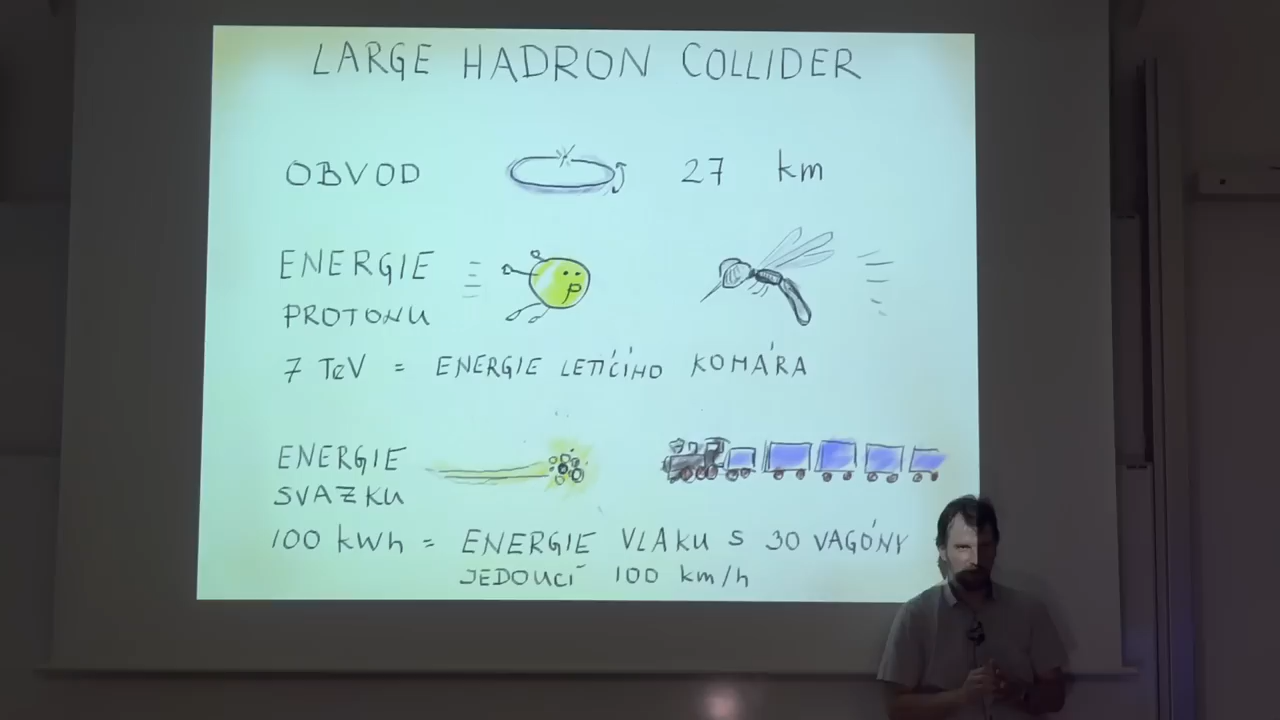 LARGE HADRON COLLIDER
OBVOD 27 km
ENERGIE
PROTONU
p
7 TeV = ENERGIE LETÍCÍHO KOMÁRA
ENERGIE
SVAZKU
100 kWh = ENERGIE VLAKU S 30 VAGÓNY
JEDOUCÍ 100 km/h